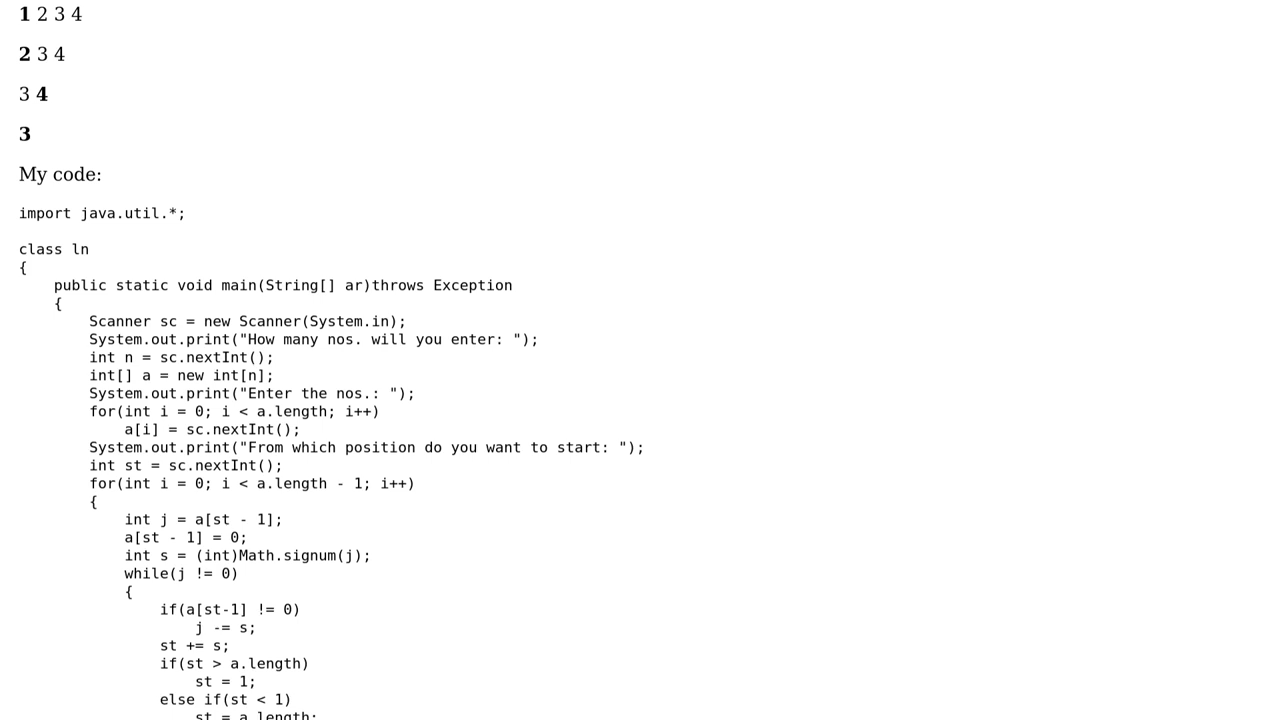 1 2 3 4
2 3 4
3 4
3
My code:
import java.util.*;
class ln
{
    public static void main(String[] ar)throws Exception
    {
        Scanner sc = new Scanner(System.in);
        System.out.print("How many nos. will you enter: ");
        int n = sc.nextInt();
        int[] a = new int[n];
        System.out.print("Enter the nos.: ");
        for(int i = 0; i < a.length; i++)
            a[i] = sc.nextInt();
        System.out.print("From which position do you want to start: ");
        int st = sc.nextInt();
        for(int i = 0; i < a.length - 1; i++)
        {
            int j = a[st - 1];
            a[st - 1] = 0;
            int s = (int)Math.signum(j);
            while(j != 0)
            {
                if(a[st-1] != 0)
                    j -= s;
                st += s;
                if(st > a.length)
                    st = 1;
                else if(st < 1)
                    st = a.length;